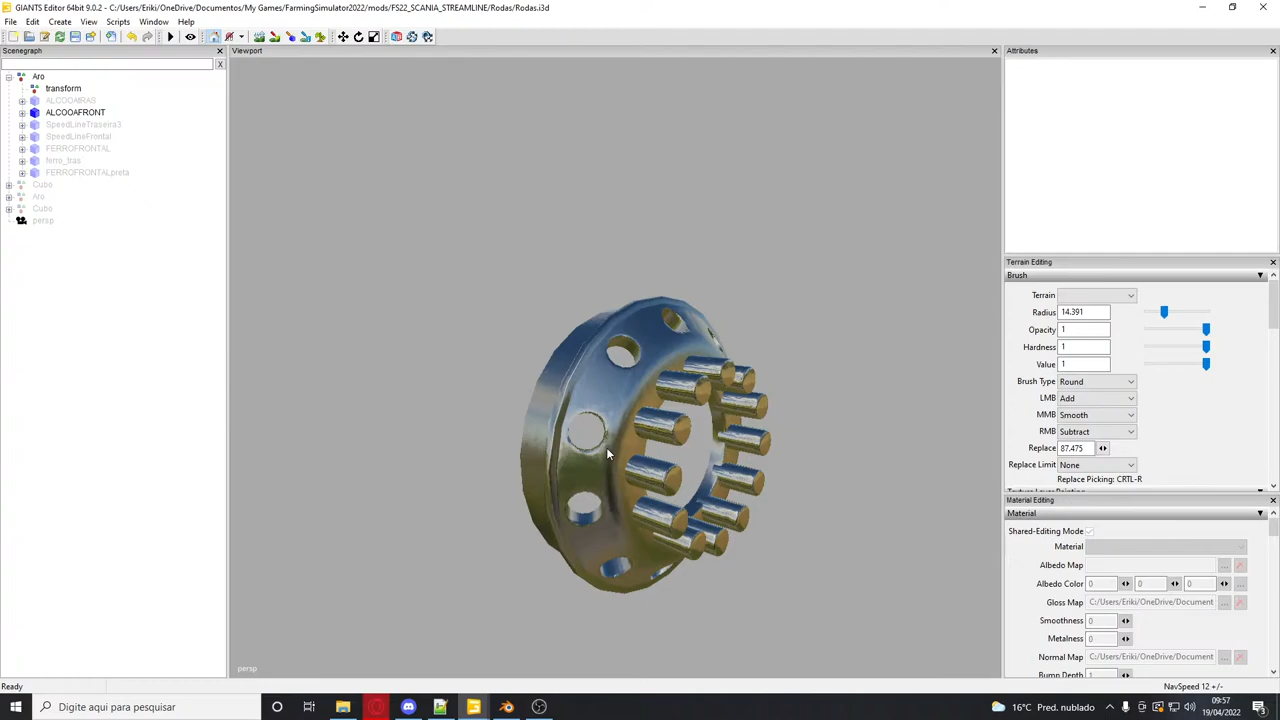 GIANTS Editor 64bit 9.0.2 - C:/Users/Eriki/OneDrive/Documentos/My Games/FarmingSimulator2022/mods/FS22_SCANIA_STREAMLINE/Rodas/Rodas.i3d
File Edit Create View Scripts Window Help
Scenegraph
Viewport
Attributes
X
Aro
transform
ALCOOAtRAS
ALCOOAFRONT
SpeedLineTraseira3
SpeedLineFrontal
FERROFRONTAL
ferro_tras
FERROFRONTALpreta
Cubo
Aro
Cubo
persp
persp
Terrain Editing
Brush
Terrain
Radius 14.391
Opacity 1
Hardness 1
Value 1
Brush Type Round
LMB Add
MMB Smooth
RMB Subtract
Replace 87.475
Replace Limit None
Replace Picking: CRTL-R
Texture Layer Painting
Material Editing
Material
Shared-Editing Mode
Material
Albedo Map ...
Albedo Color 0 0 0 ...
Gloss Map C:/Users/Eriki/OneDrive/Document ...
Smoothness 0
Metalness 0
Normal Map C:/Users/Eriki/OneDrive/Document ...
Bump Depth 1
Ready
NavSpeed 12 +/-
Digite aqui para pesquisar
16°C Pred. nublado
09:57
19/04/2022